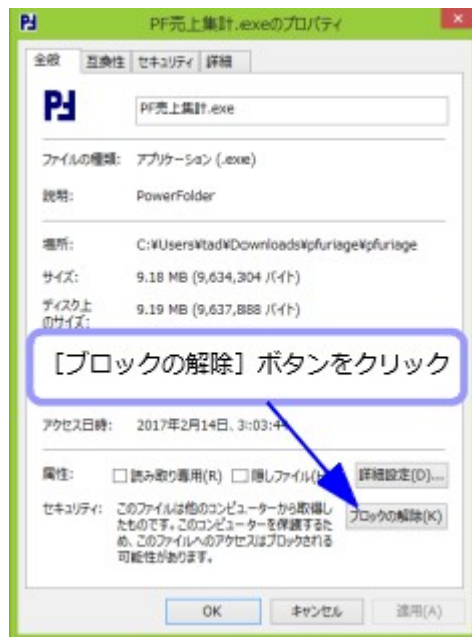 PF売上集計.exeのプロパティ
全般 互換性 セキュリティ 詳細
PF売上集計.exe
ファイルの種類: アプリケーション (.exe)
説明: PowerFolder
場所: C:¥Users¥tad¥Downloads¥pfuriage¥pfuriage
サイズ: 9.18 MB (9,634,304 バイト)
ディスク上 9.19 MB (9,637,888 バイト)
のサイズ:
[ブロックの解除] ボタンをクリック
アクセス日時: 2017年2月14日、3:03:44
属性: 読み取り専用(R) 隠しファイル(H 詳細設定(D)...
セキュリティ: このファイルは他のコンピューターから取得し
たものです。このコンピューターを保護するた
め、このファイルへのアクセスはブロックされる
可能性があります。
ブロックの解除(K)
OK キャンセル 適用(A)